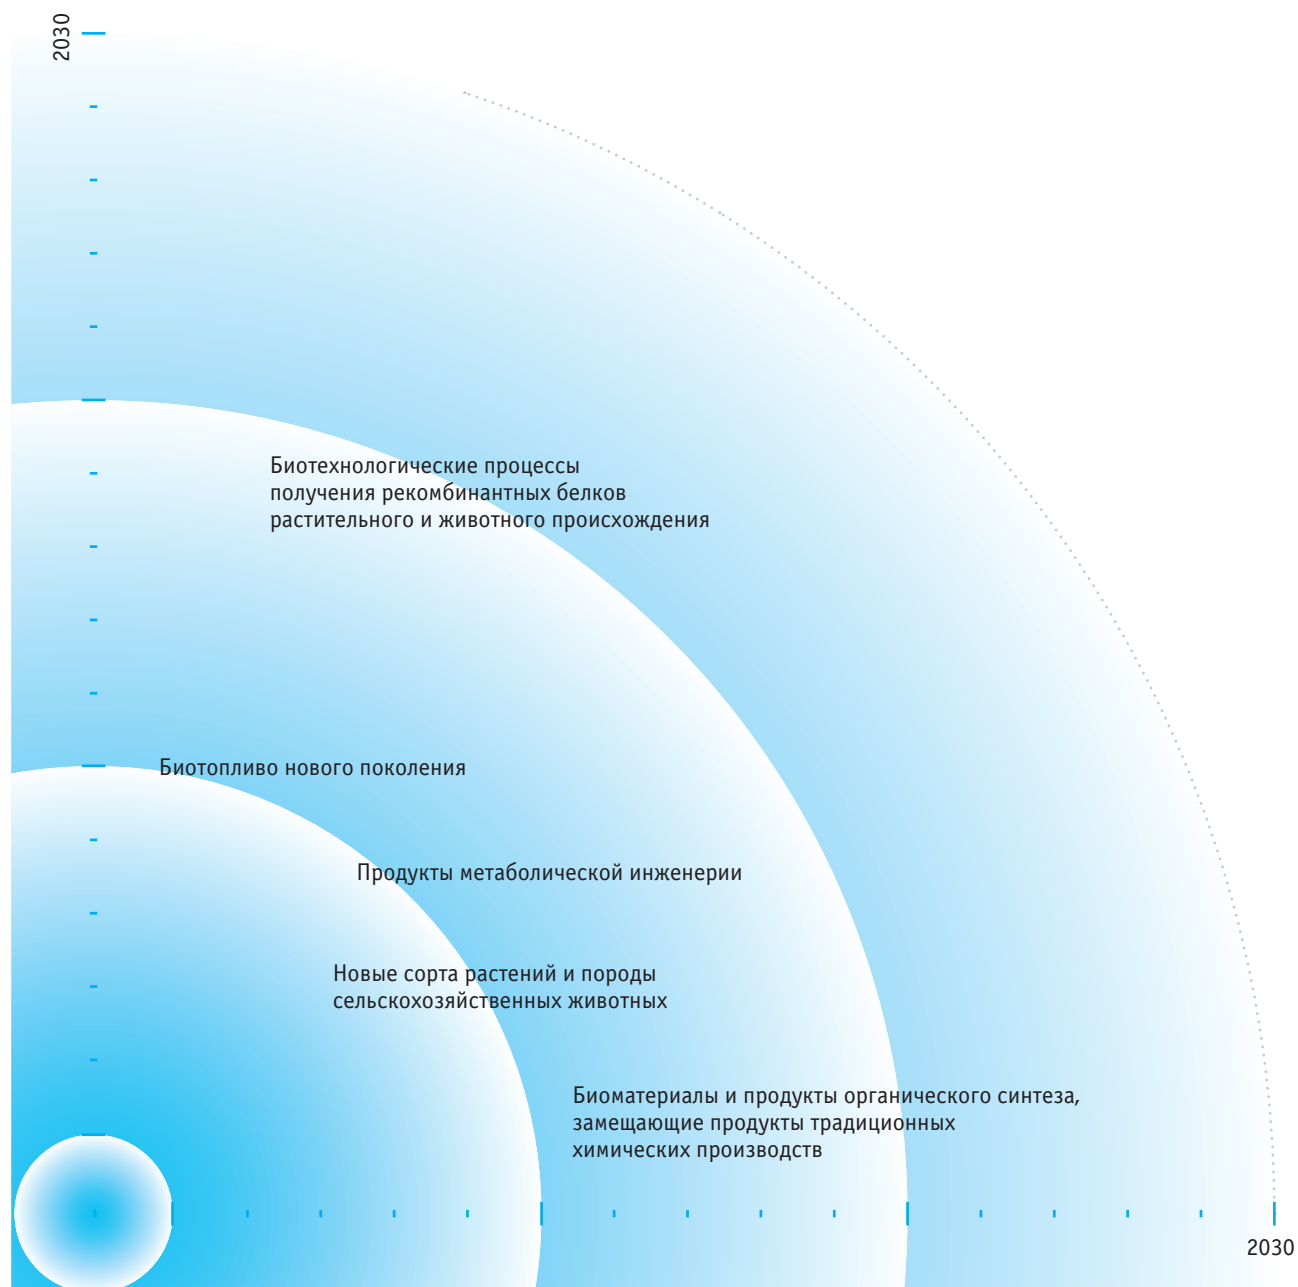 2030
Биотехнологические процессы
получения рекомбинантных белков
растительного и животного происхождения
Биотопливо нового поколения
Продукты метаболической инженерии
Новые сорта растений и породы
сельскохозяйственных животных
Биоматериалы и продукты органического синтеза,
замещающие продукты традиционных
химических производств
2030